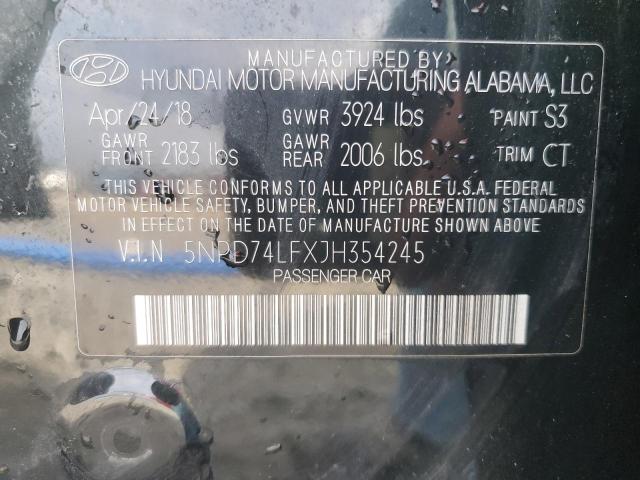 MANUFACTURED BY
HYUNDAI MOTOR MANUFACTURING ALABAMA, LLC
Apr/24/18 GVWR 3924 lbs PAINT S3
GAWR FRONT 2183 lbs GAWR REAR 2006 lbs TRIM CT
THIS VEHICLE CONFORMS TO ALL APPLICABLE U.S.A. FEDERAL
MOTOR VEHICLE SAFETY, BUMPER, AND THEFT PREVENTION STANDARDS
IN EFFECT ON THE DATE OF MANUFACTURE SHOWN ABOVE.
V.I.N 5NPD74LFXJH354245
PASSENGER CAR